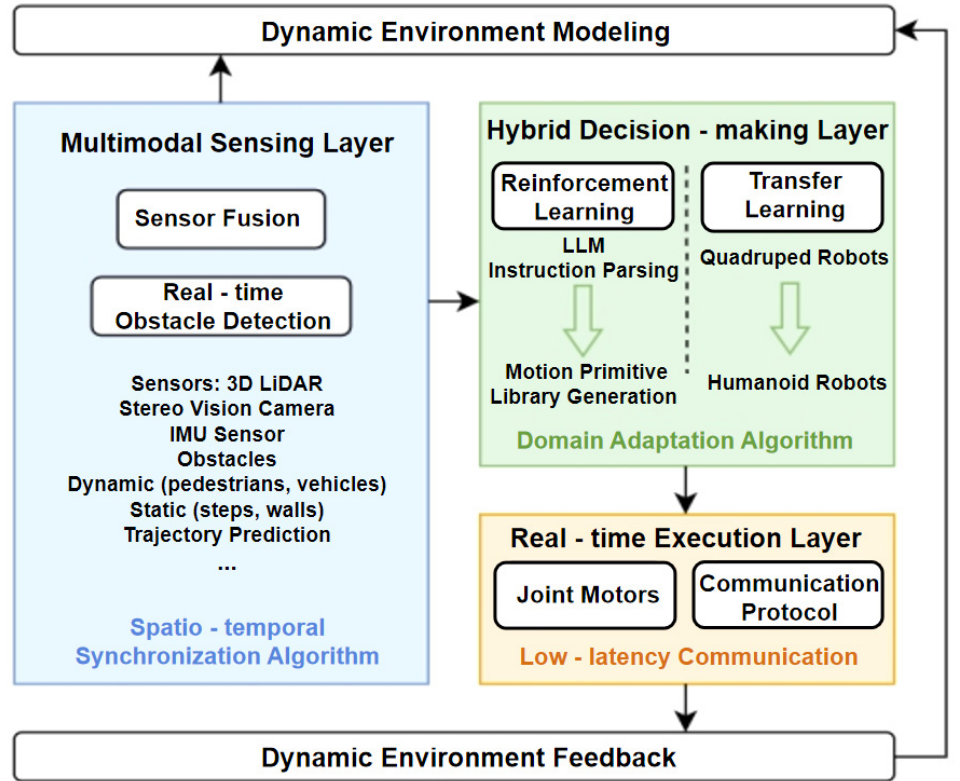 Dynamic Environment Modeling
Multimodal Sensing Layer
Sensor Fusion
Real - time
Obstacle Detection
Sensors: 3D LiDAR
Stereo Vision Camera
IMU Sensor
Obstacles
Dynamic (pedestrians, vehicles)
Static (steps, walls)
Trajectory Prediction
...
Spatio - temporal
Synchronization Algorithm
Hybrid Decision - making Layer
Reinforcement
Learning
LLM
Instruction Parsing
Motion Primitive
Library Generation
Transfer
Learning
Quadruped Robots
Humanoid Robots
Domain Adaptation Algorithm
Real - time Execution Layer
Joint Motors
Communication
Protocol
Low - latency Communication
Dynamic Environment Feedback